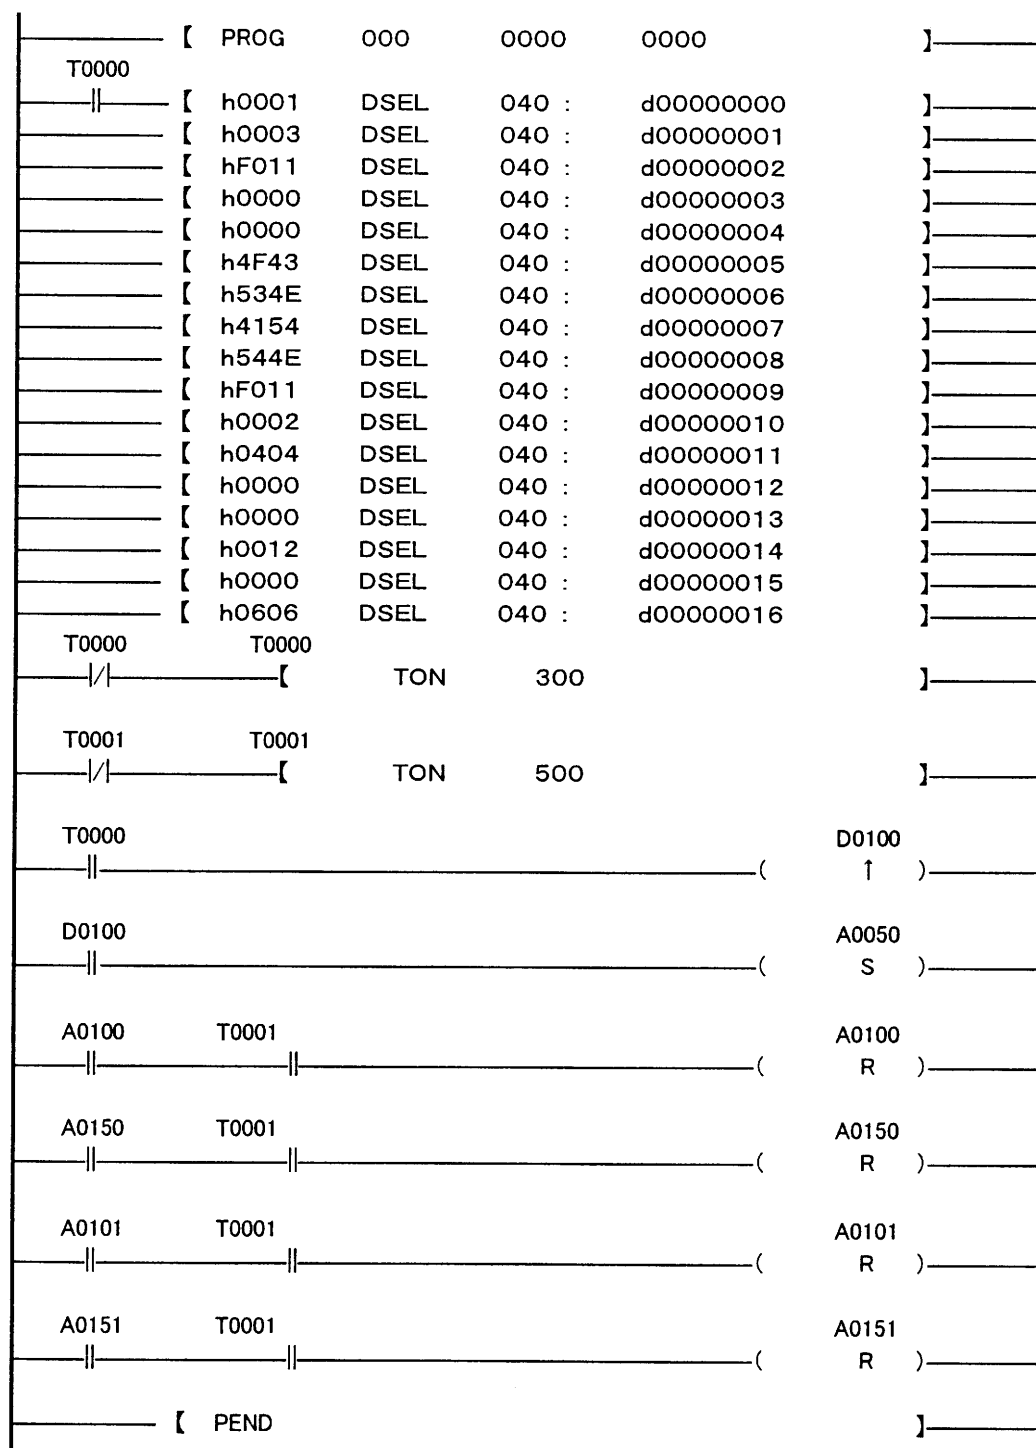 【 PROG 000 0000 0000 】
T0000
【 h0001 DSEL 040 : d00000000 】
【 h0003 DSEL 040 : d00000001 】
【 hF011 DSEL 040 : d00000002 】
【 h0000 DSEL 040 : d00000003 】
【 h0000 DSEL 040 : d00000004 】
【 h4F43 DSEL 040 : d00000005 】
【 h534E DSEL 040 : d00000006 】
【 h4154 DSEL 040 : d00000007 】
【 h544E DSEL 040 : d00000008 】
【 hF011 DSEL 040 : d00000009 】
【 h0002 DSEL 040 : d00000010 】
【 h0404 DSEL 040 : d00000011 】
【 h0000 DSEL 040 : d00000012 】
【 h0000 DSEL 040 : d00000013 】
【 h0012 DSEL 040 : d00000014 】
【 h0000 DSEL 040 : d00000015 】
【 h0606 DSEL 040 : d00000016 】
T0000 T0000
【 TON 300 】
T0001 T0001
【 TON 500 】
T0000 D0100
( ↑ )
D0100 A0050
( S )
A0100 T0001 A0100
( R )
A0150 T0001 A0150
( R )
A0101 T0001 A0101
( R )
A0151 T0001 A0151
( R )
【 PEND 】